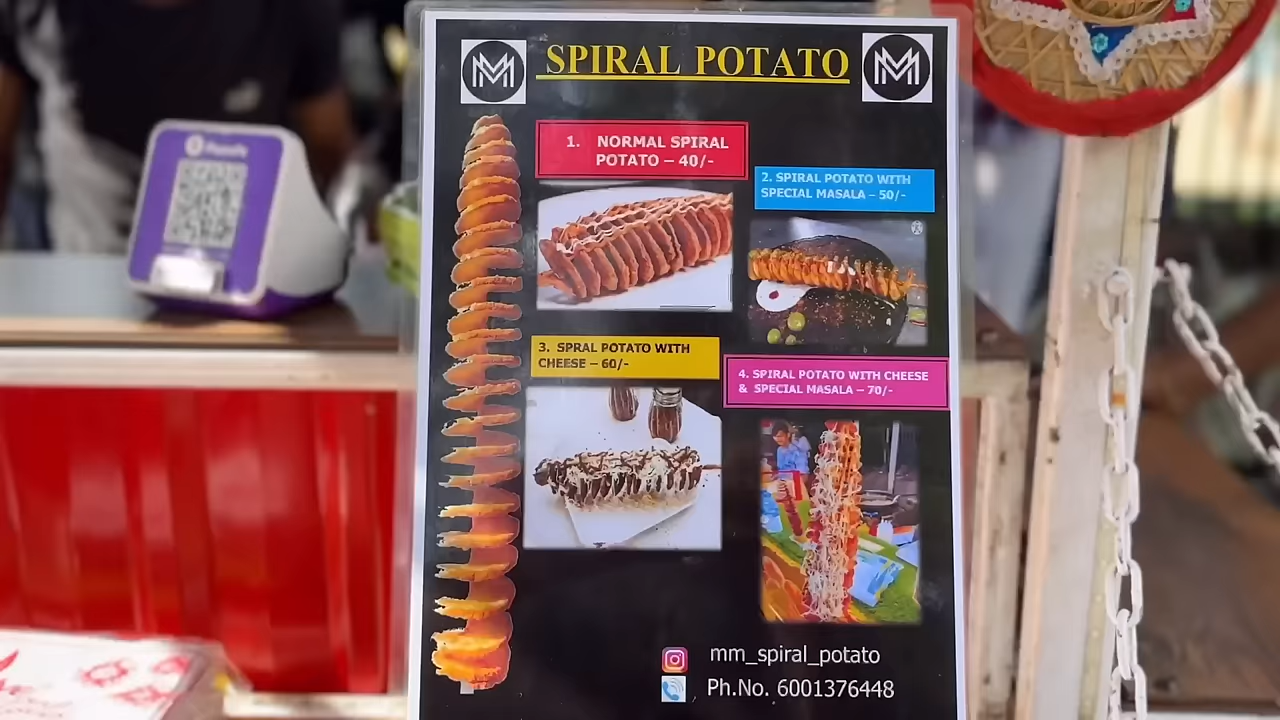 SPIRAL POTATO
1. NORMAL SPIRAL
POTATO – 40/-
2. SPIRAL POTATO WITH
SPECIAL MASALA – 50/-
3. SPRAL POTATO WITH
CHEESE – 60/-
4. SPIRAL POTATO WITH CHEESE
& SPECIAL MASALA – 70/-
mm_spiral_potato
Ph.No. 6001376448
PhonePe